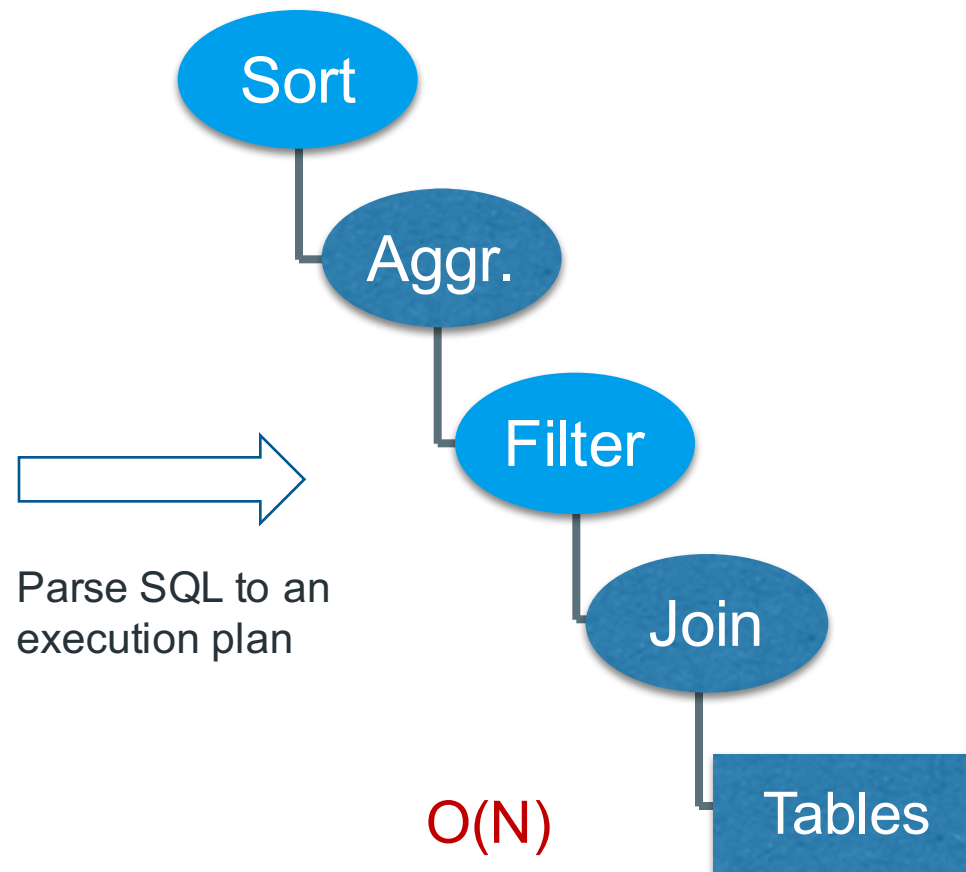 Sort
Aggr.
Filter
Parse SQL to an
execution plan
Join
O(N)
Tables